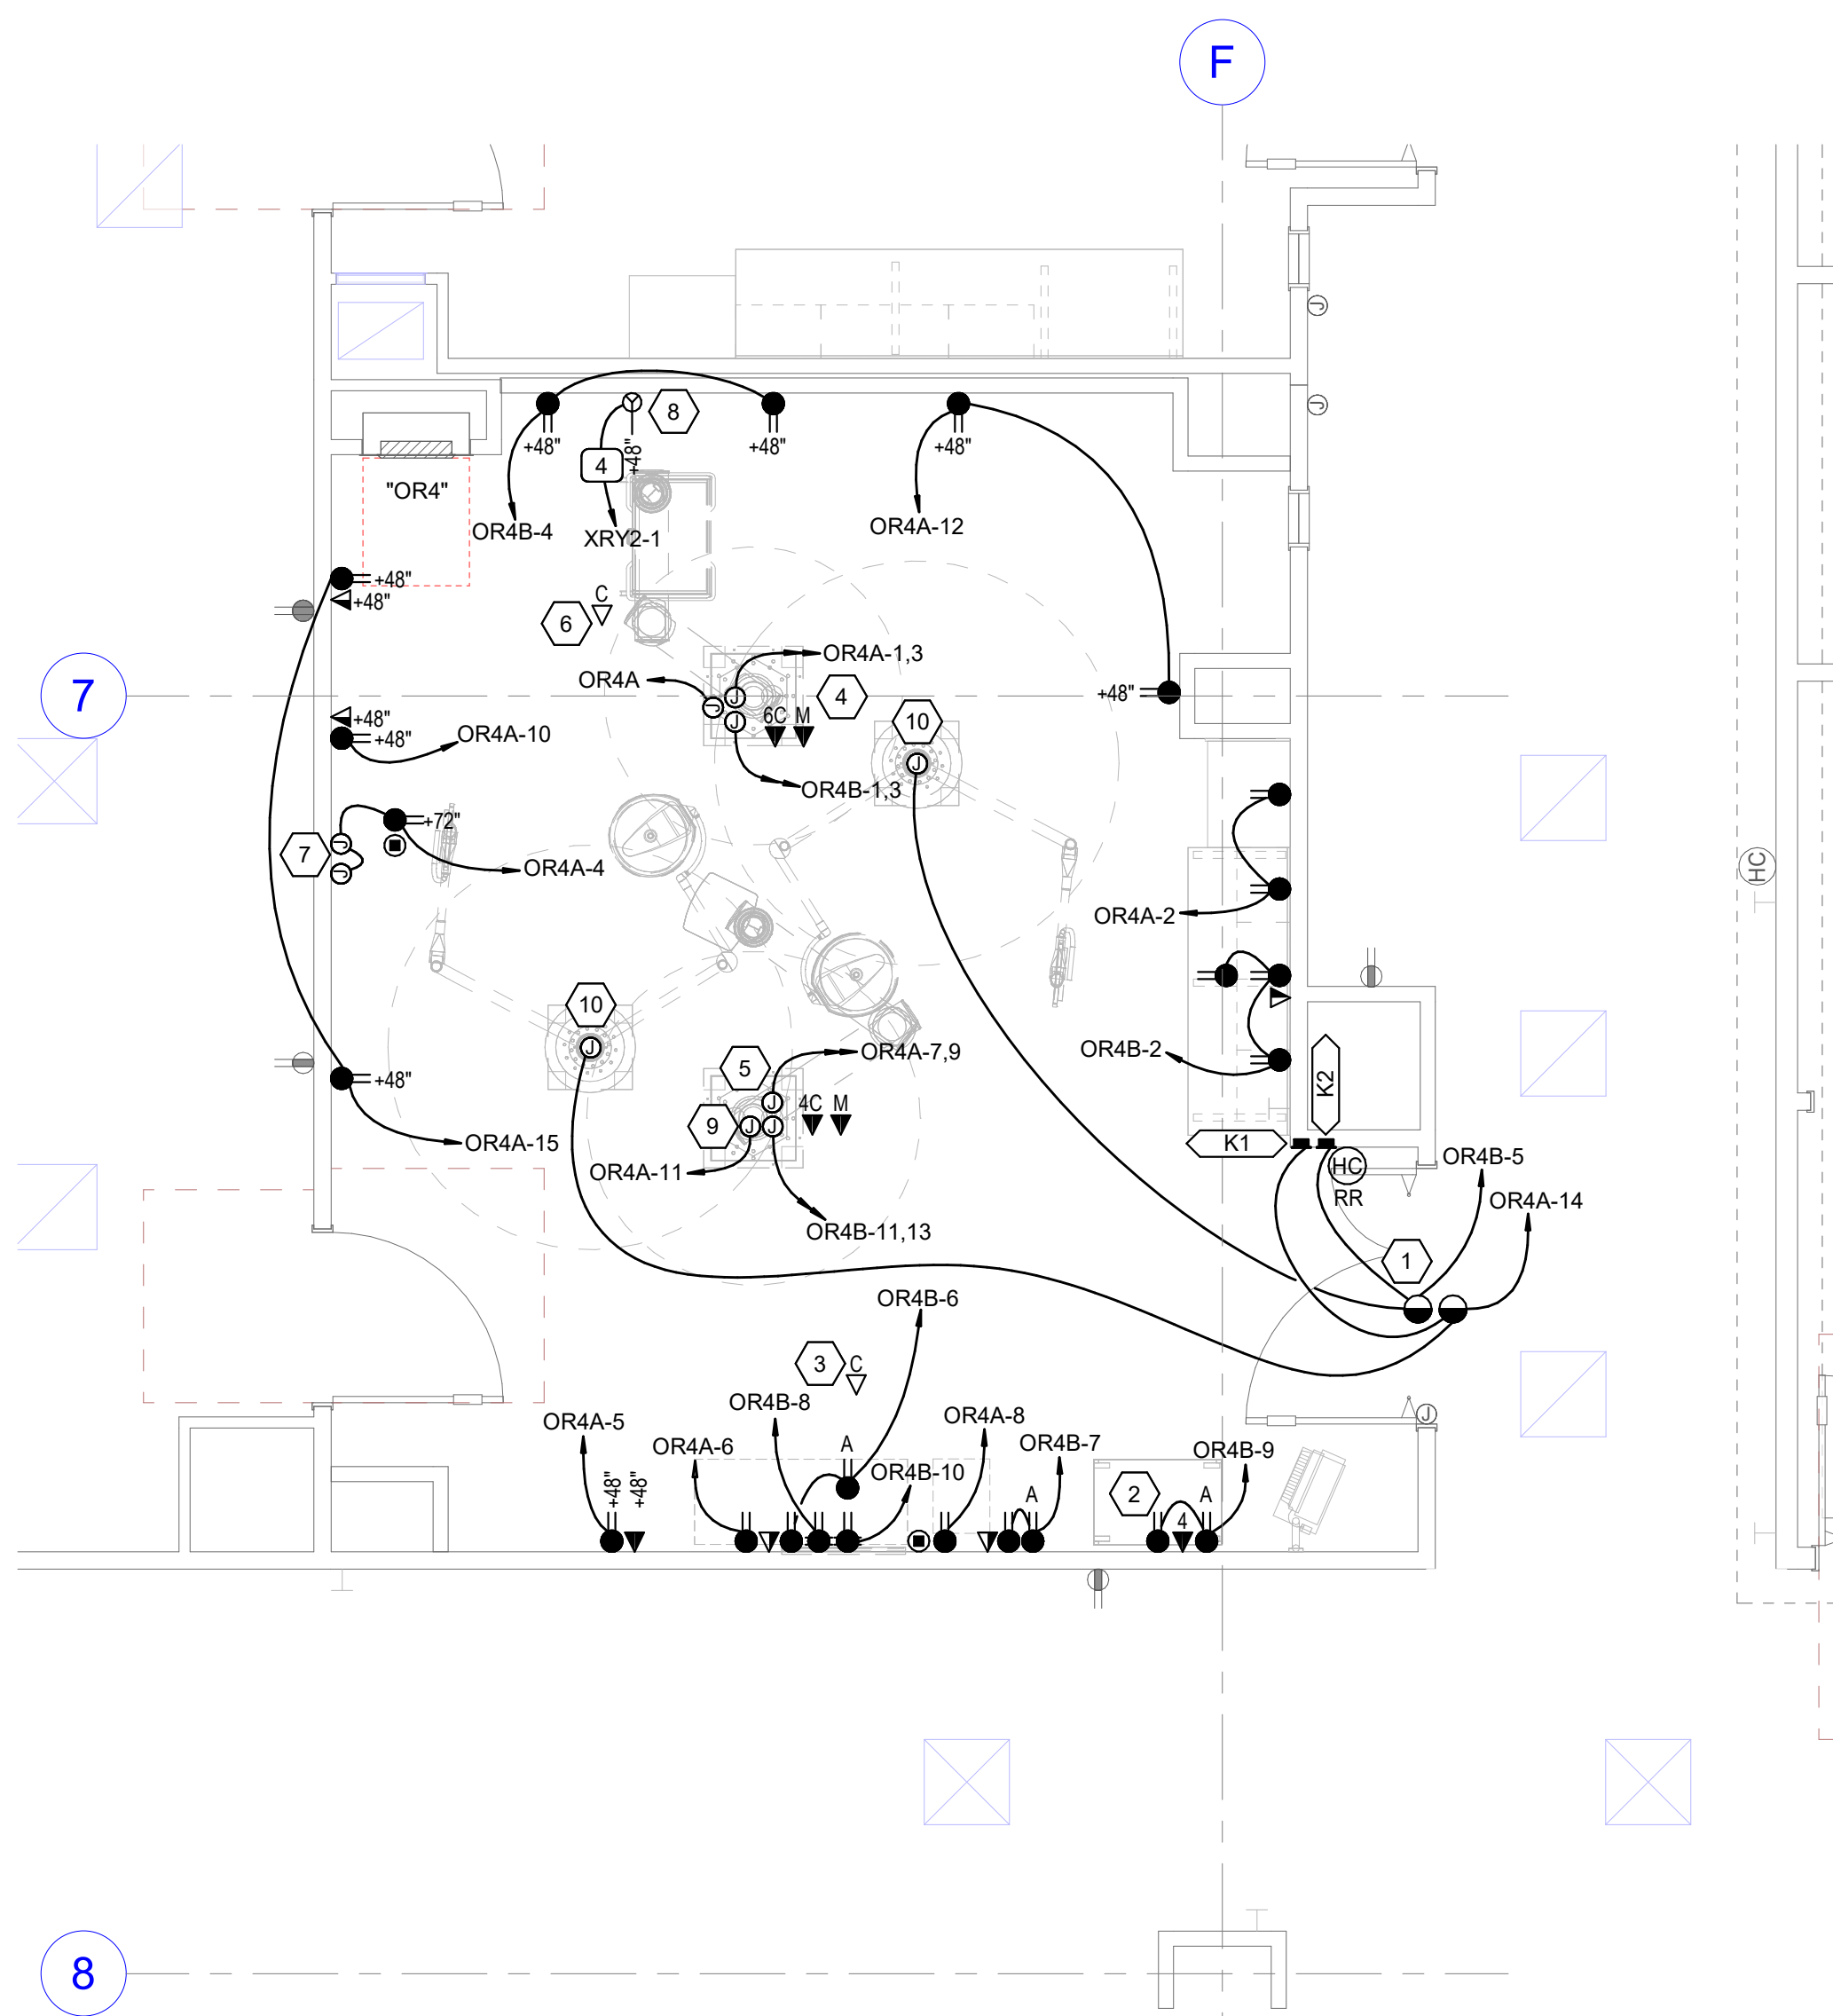 F
J
J
8
+48"
+48"
+48"
+48"
4
"OR4"
OR4B-4
XRY2-1
OR4A-12
+48"
+48"
C
6
OR4A-1,3
OR4A
J
J
J
4
7
+48"
6C M
10
+48"
+48"
OR4A-10
J
OR4B-1,3
+72"
7
J
J
OR4A-4
HC
OR4A-2
10
J
OR4B-2
OR4A-7,9
5
+48"
K2
J
4C M
9
J
J
OR4A-15
K1
OR4A-11
HC
RR
OR4B-5
OR4A-14
OR4B-11,13
1
OR4B-6
3
C
OR4B-8
OR4A-5
OR4A-8
J
OR4A-6
A
OR4B-7
OR4B-9
OR4B-10
+48"
+48"
A
2
A
4
8